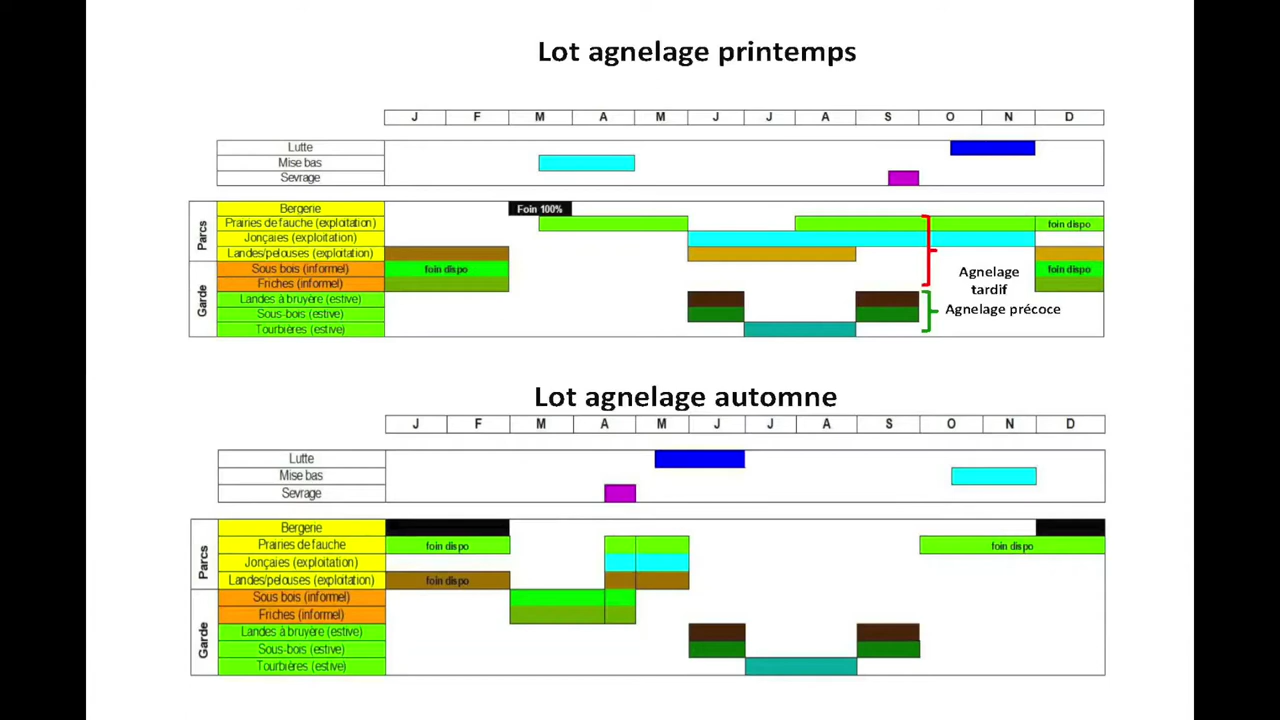 Lot agnelage printemps
J F M A M J J A S O N D
Lutte
Mise bas
Sevrage
Parcs
Bergerie Foin 100%
Prairies de fauche (exploitation) foin dispo
Jonçaies (exploitation)
Landes/pelouses (exploitation)
Garde
Sous bois (informel) foin dispo foin dispo
Friches (informel)
Landes à bruyère (estive)
Sous-bois (estive)
Tourbières (estive)
Agnelage
tardif
Agnelage précoce
Lot agnelage automne
J F M A M J J A S O N D
Lutte
Mise bas
Sevrage
Parcs
Bergerie
Prairies de fauche foin dispo foin dispo
Jonçaies (exploitation)
Landes/pelouses (exploitation) foin dispo
Garde
Sous bois (informel)
Friches (informel)
Landes à bruyère (estive)
Sous-bois (estive)
Tourbières (estive)